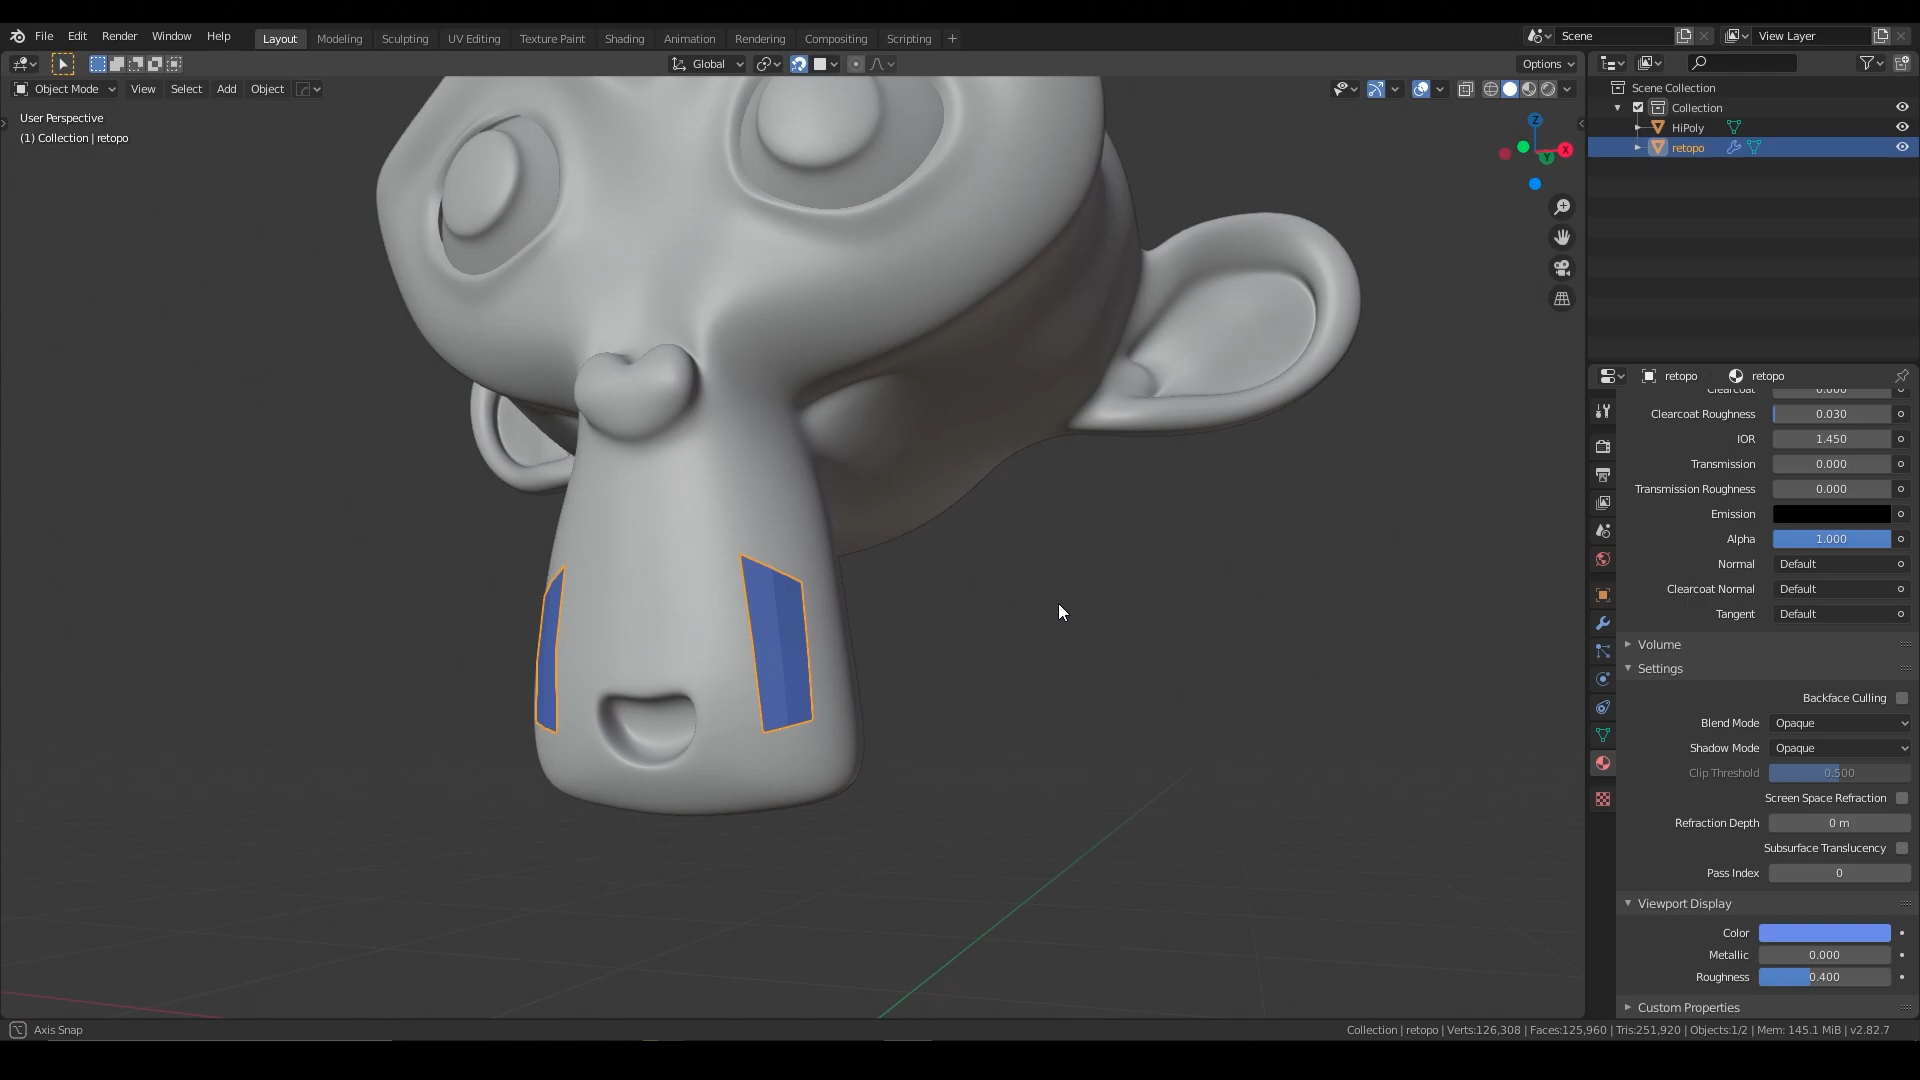 File Edit Render Window Help
Layout Modeling Sculpting UV Editing Texture Paint Shading Animation Rendering Compositing Scripting +
Scene
View Layer
Global
Options
Object Mode View Select Add Object
User Perspective
(1) Collection | retopo
Z
X
Y
Scene Collection
Collection
HiPoly
retopo
retopo retopo
Clearcoat 0.000
Clearcoat Roughness 0.030
IOR 1.450
Transmission 0.000
Transmission Roughness 0.000
Emission
Alpha 1.000
Normal Default
Clearcoat Normal Default
Tangent Default
Volume
Settings
Backface Culling
Blend Mode Opaque
Shadow Mode Opaque
Clip Threshold 0.500
Screen Space Refraction
Refraction Depth 0 m
Subsurface Translucency
Pass Index 0
Viewport Display
Color
Metallic 0.000
Roughness 0.400
Custom Properties
Axis Snap
Collection | retopo | Verts:126,308 | Faces:125,960 | Tris:251,920 | Objects:1/2 | Mem: 145.1 MiB | v2.82.7